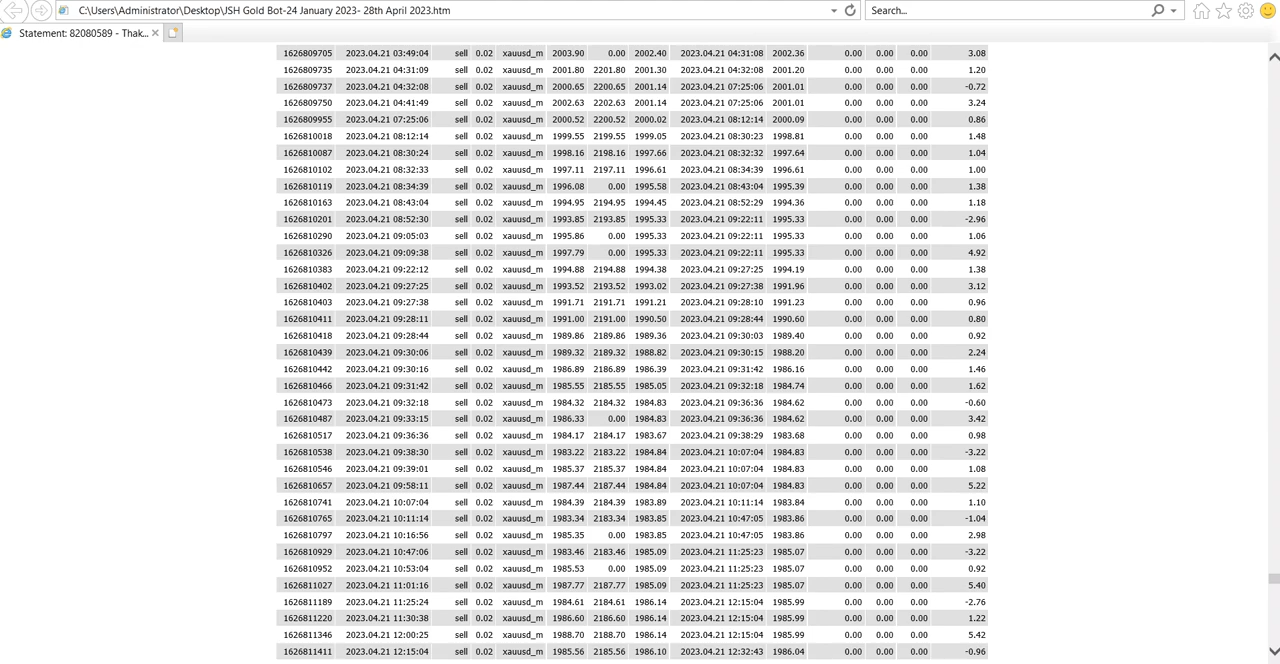 C:\Users\Administrator\Desktop\JSH Gold Bot-24 January 2023- 28th April 2023.htm Search...
Statement: 82080589 - Thak...
1626809705 2023.04.21 03:49:04 sell 0.02 xauusd_m 2003.90 0.00 2002.40 2023.04.21 04:31:08 2002.36 0.00 0.00 0.00 3.08
1626809735 2023.04.21 04:31:09 sell 0.02 xauusd_m 2001.80 2201.80 2001.30 2023.04.21 04:32:08 2001.20 0.00 0.00 0.00 1.20
1626809737 2023.04.21 04:32:08 sell 0.02 xauusd_m 2000.65 2200.65 2001.14 2023.04.21 07:25:06 2001.01 0.00 0.00 0.00 -0.72
1626809750 2023.04.21 04:41:49 sell 0.02 xauusd_m 2002.63 2202.63 2001.14 2023.04.21 07:25:06 2001.01 0.00 0.00 0.00 3.24
1626809955 2023.04.21 07:25:06 sell 0.02 xauusd_m 2000.52 2200.52 2000.02 2023.04.21 08:12:14 2000.09 0.00 0.00 0.00 0.86
1626810018 2023.04.21 08:12:14 sell 0.02 xauusd_m 1999.55 2199.55 1999.05 2023.04.21 08:30:23 1998.81 0.00 0.00 0.00 1.48
1626810087 2023.04.21 08:30:24 sell 0.02 xauusd_m 1998.16 2198.16 1997.66 2023.04.21 08:32:32 1997.64 0.00 0.00 0.00 1.04
1626810102 2023.04.21 08:32:33 sell 0.02 xauusd_m 1997.11 2197.11 1996.61 2023.04.21 08:34:39 1996.61 0.00 0.00 0.00 1.00
1626810119 2023.04.21 08:34:39 sell 0.02 xauusd_m 1996.08 0.00 1995.58 2023.04.21 08:43:04 1995.39 0.00 0.00 0.00 1.38
1626810163 2023.04.21 08:43:04 sell 0.02 xauusd_m 1994.95 2194.95 1994.45 2023.04.21 08:52:29 1994.36 0.00 0.00 0.00 1.18
1626810201 2023.04.21 08:52:30 sell 0.02 xauusd_m 1993.85 2193.85 1995.33 2023.04.21 09:22:11 1995.33 0.00 0.00 0.00 -2.96
1626810290 2023.04.21 09:05:03 sell 0.02 xauusd_m 1995.86 0.00 1995.33 2023.04.21 09:22:11 1995.33 0.00 0.00 0.00 1.06
1626810326 2023.04.21 09:09:38 sell 0.02 xauusd_m 1997.79 0.00 1995.33 2023.04.21 09:22:11 1995.33 0.00 0.00 0.00 4.92
1626810383 2023.04.21 09:22:12 sell 0.02 xauusd_m 1994.88 2194.88 1994.38 2023.04.21 09:27:25 1994.19 0.00 0.00 0.00 1.38
1626810402 2023.04.21 09:27:25 sell 0.02 xauusd_m 1993.52 2193.52 1993.02 2023.04.21 09:27:38 1991.96 0.00 0.00 0.00 3.12
1626810403 2023.04.21 09:27:38 sell 0.02 xauusd_m 1991.71 2191.71 1991.21 2023.04.21 09:28:10 1991.23 0.00 0.00 0.00 0.96
1626810411 2023.04.21 09:28:11 sell 0.02 xauusd_m 1991.00 2191.00 1990.50 2023.04.21 09:28:44 1990.60 0.00 0.00 0.00 0.80
1626810418 2023.04.21 09:28:44 sell 0.02 xauusd_m 1989.86 2189.86 1989.36 2023.04.21 09:30:03 1989.40 0.00 0.00 0.00 0.92
1626810439 2023.04.21 09:30:06 sell 0.02 xauusd_m 1989.32 2189.32 1988.82 2023.04.21 09:30:15 1988.20 0.00 0.00 0.00 2.24
1626810442 2023.04.21 09:30:16 sell 0.02 xauusd_m 1986.89 2186.89 1986.39 2023.04.21 09:31:42 1986.16 0.00 0.00 0.00 1.46
1626810466 2023.04.21 09:31:42 sell 0.02 xauusd_m 1985.55 2185.55 1985.05 2023.04.21 09:32:18 1984.74 0.00 0.00 0.00 1.62
1626810473 2023.04.21 09:32:18 sell 0.02 xauusd_m 1984.32 2184.32 1984.83 2023.04.21 09:36:36 1984.62 0.00 0.00 0.00 -0.60
1626810487 2023.04.21 09:33:15 sell 0.02 xauusd_m 1986.33 0.00 1984.83 2023.04.21 09:36:36 1984.62 0.00 0.00 0.00 3.42
1626810517 2023.04.21 09:36:36 sell 0.02 xauusd_m 1984.17 2184.17 1983.67 2023.04.21 09:38:29 1983.68 0.00 0.00 0.00 0.98
1626810538 2023.04.21 09:38:30 sell 0.02 xauusd_m 1983.22 2183.22 1984.84 2023.04.21 10:07:04 1984.83 0.00 0.00 0.00 -3.22
1626810546 2023.04.21 09:39:01 sell 0.02 xauusd_m 1985.37 2185.37 1984.84 2023.04.21 10:07:04 1984.83 0.00 0.00 0.00 1.08
1626810657 2023.04.21 09:58:11 sell 0.02 xauusd_m 1987.44 2187.44 1984.84 2023.04.21 10:07:04 1984.83 0.00 0.00 0.00 5.22
1626810741 2023.04.21 10:07:04 sell 0.02 xauusd_m 1984.39 2184.39 1983.89 2023.04.21 10:11:14 1983.84 0.00 0.00 0.00 1.10
1626810765 2023.04.21 10:11:14 sell 0.02 xauusd_m 1983.34 2183.34 1983.85 2023.04.21 10:47:05 1983.86 0.00 0.00 0.00 -1.04
1626810797 2023.04.21 10:16:56 sell 0.02 xauusd_m 1985.35 0.00 1983.85 2023.04.21 10:47:05 1983.86 0.00 0.00 0.00 2.98
1626810929 2023.04.21 10:47:06 sell 0.02 xauusd_m 1983.46 2183.46 1985.09 2023.04.21 11:25:23 1985.07 0.00 0.00 0.00 -3.22
1626810952 2023.04.21 10:53:04 sell 0.02 xauusd_m 1985.53 0.00 1985.09 2023.04.21 11:25:23 1985.07 0.00 0.00 0.00 0.92
1626811027 2023.04.21 11:01:16 sell 0.02 xauusd_m 1987.77 2187.77 1985.09 2023.04.21 11:25:23 1985.07 0.00 0.00 0.00 5.40
1626811189 2023.04.21 11:25:24 sell 0.02 xauusd_m 1984.61 2184.61 1986.14 2023.04.21 12:15:04 1985.99 0.00 0.00 0.00 -2.76
1626811220 2023.04.21 11:30:38 sell 0.02 xauusd_m 1986.60 2186.60 1986.14 2023.04.21 12:15:04 1985.99 0.00 0.00 0.00 1.22
1626811346 2023.04.21 12:00:25 sell 0.02 xauusd_m 1988.70 2188.70 1986.14 2023.04.21 12:15:04 1985.99 0.00 0.00 0.00 5.42
1626811411 2023.04.21 12:15:04 sell 0.02 xauusd_m 1985.56 2185.56 1986.10 2023.04.21 12:32:43 1986.04 0.00 0.00 0.00 -0.96